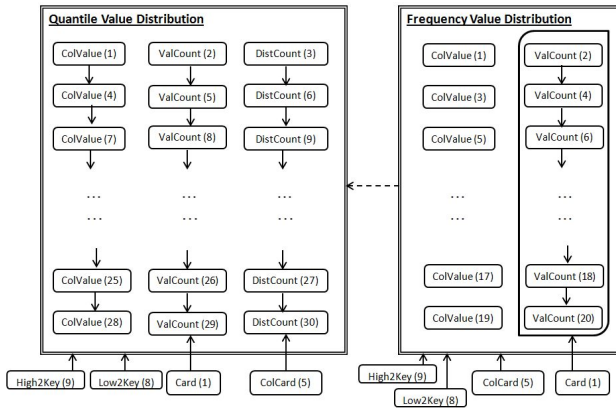 Quantile Value Distribution
ColValue (1) ValCount (2) DistCount (3)
ColValue (4) ValCount (5) DistCount (6)
ColValue (7) ValCount (8) DistCount (9)
... ... ...
... ... ...
ColValue (25) ValCount (26) DistCount (27)
ColValue (28) ValCount (29) DistCount (30)
High2Key (9) Low2Key (8) Card (1) ColCard (5)
Frequency Value Distribution
ColValue (1) ValCount (2)
ColValue (3) ValCount (4)
ColValue (5) ValCount (6)
... ...
... ...
ColValue (17) ValCount (18)
ColValue (19) ValCount (20)
High2Key (9) ColCard (5) Card (1)
Low2Key (8)